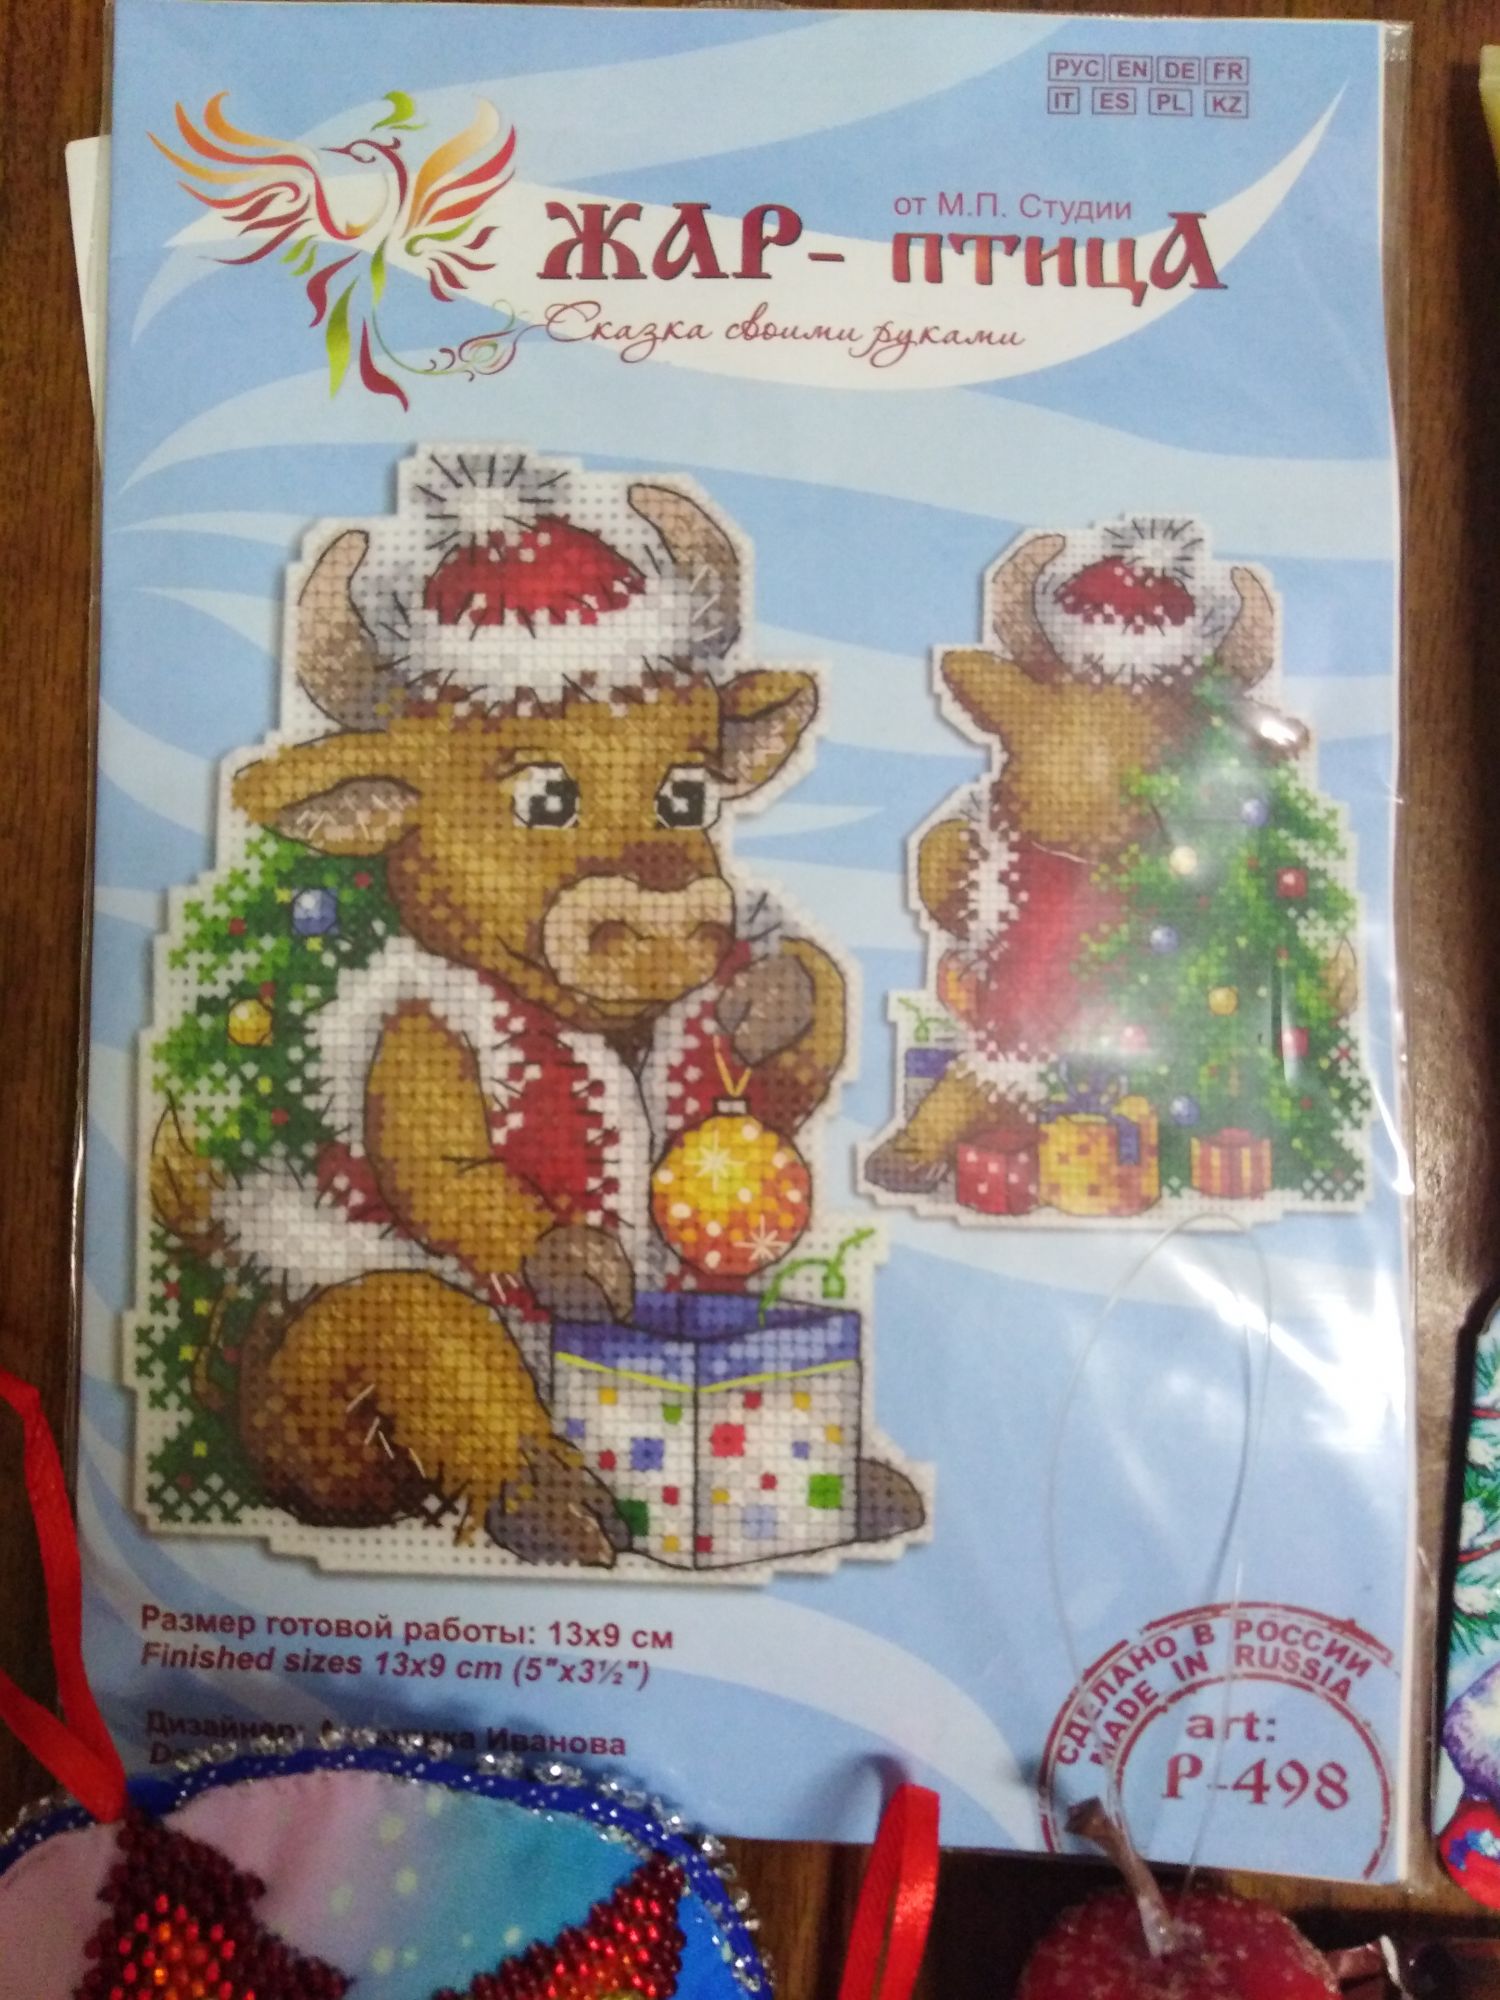 РУС EN DE FR
IT ES PL KZ
от М.П. Студии
ЖАР-ПТИЦА
Сказка своими руками
Размер готовой работы: 13х9 см
Finished sizes 13x9 cm (5"x3½")
Дизайнер: Иванова
СДЕЛАНО В РОССИИ
MADE IN RUSSIA
art:
Р-498